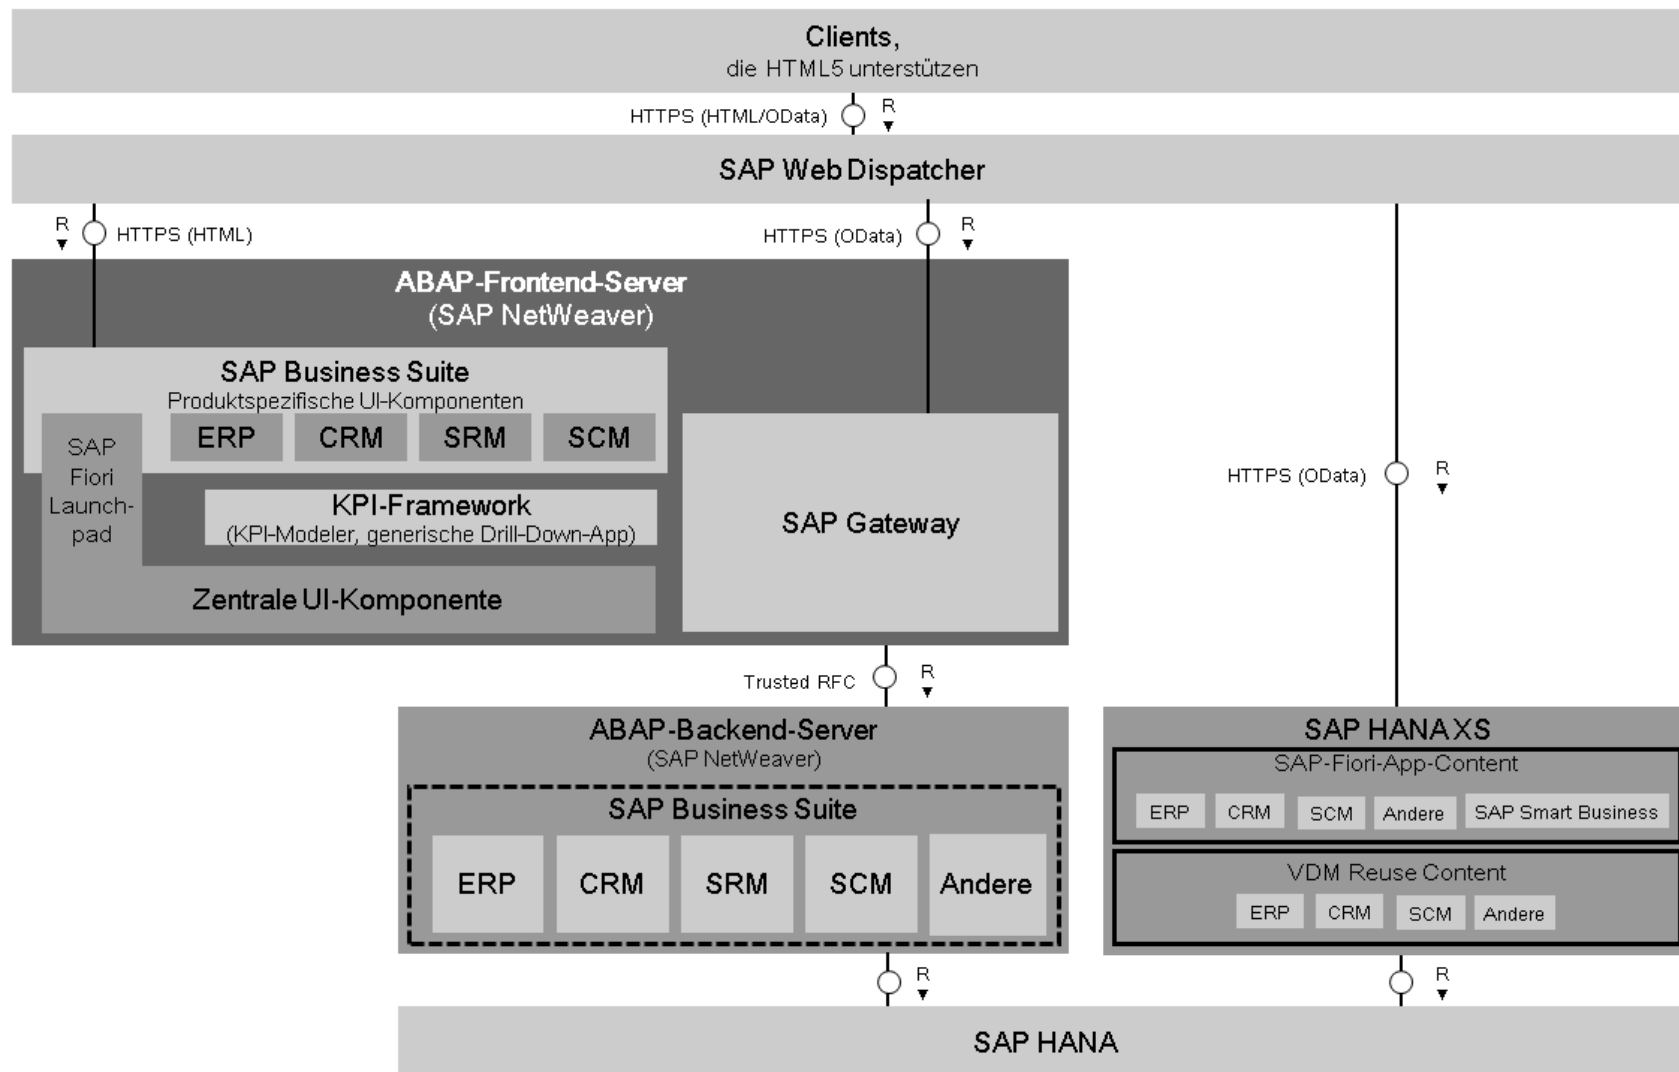 Clients,
die HTML5 unterstützen
HTTPS (HTML/OData)
R
SAP Web Dispatcher
R
HTTPS (HTML)
HTTPS (OData)
R
ABAP-Frontend-Server
(SAP NetWeaver)
SAP Business Suite
Produktspezifische UI-Komponenten
ERP
CRM
SRM
SCM
SAP
Fiori
Launch-
pad
KPI-Framework
(KPI-Modeler, generische Drill-Down-App)
Zentrale UI-Komponente
SAP Gateway
HTTPS (OData)
R
Trusted RFC
R
ABAP-Backend-Server
(SAP NetWeaver)
SAP Business Suite
ERP
CRM
SRM
SCM
Andere
SAP HANA XS
SAP-Fiori-App-Content
ERP
CRM
SCM
Andere
SAP Smart Business
VDM Reuse Content
ERP
CRM
SCM
Andere
R
R
SAP HANA